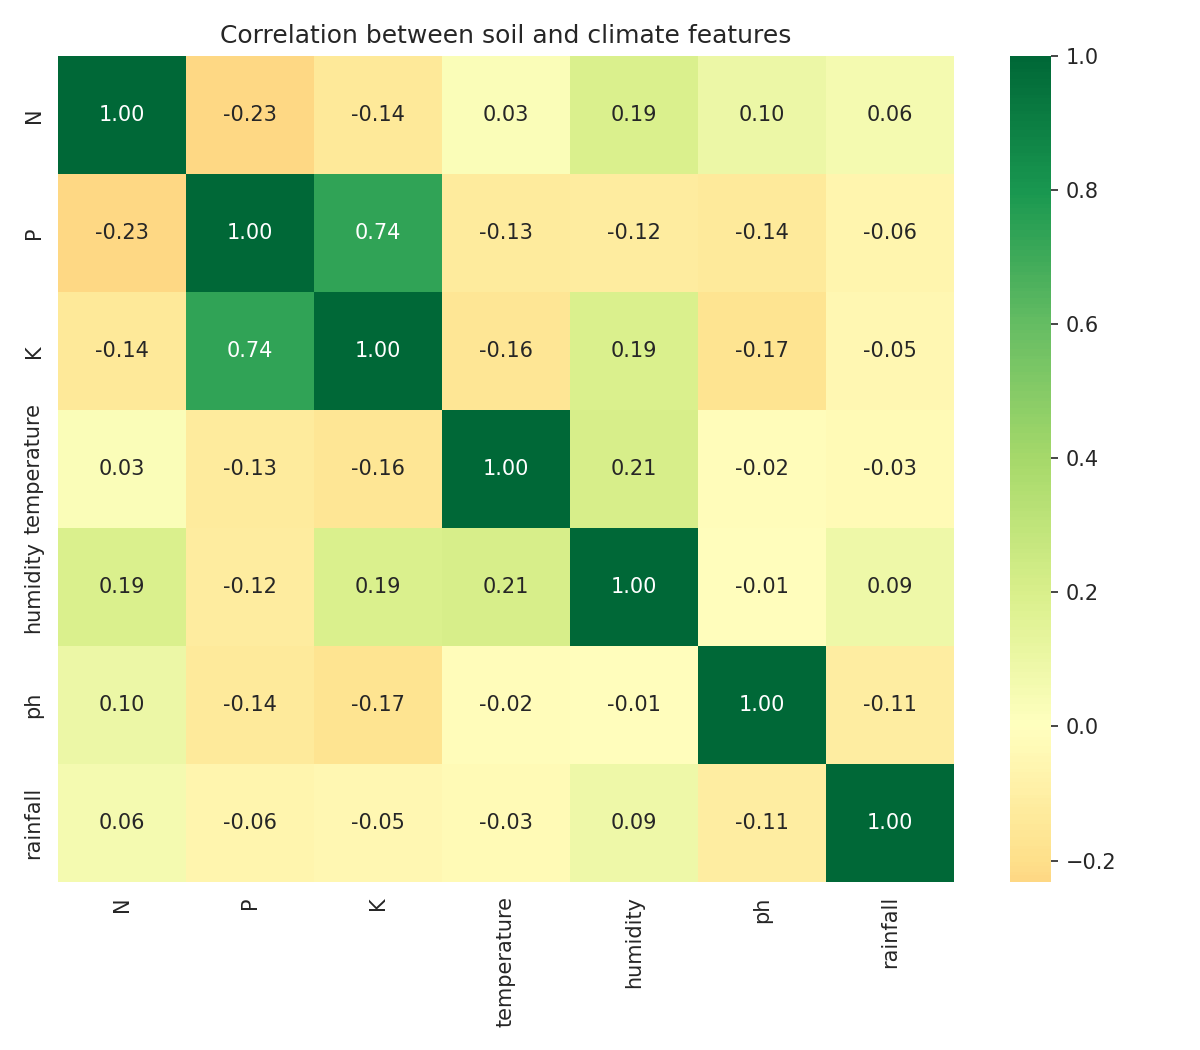 Correlation between soil and climate features
N 1.00 -0.23 -0.14 0.03 0.19 0.10 0.06
P -0.23 1.00 0.74 -0.13 -0.12 -0.14 -0.06
K -0.14 0.74 1.00 -0.16 0.19 -0.17 -0.05
temperature 0.03 -0.13 -0.16 1.00 0.21 -0.02 -0.03
humidity 0.19 -0.12 0.19 0.21 1.00 -0.01 0.09
ph 0.10 -0.14 -0.17 -0.02 -0.01 1.00 -0.11
rainfall 0.06 -0.06 -0.05 -0.03 0.09 -0.11 1.00
N P K temperature humidity ph rainfall
1.0
0.8
0.6
0.4
0.2
0.0
−0.2